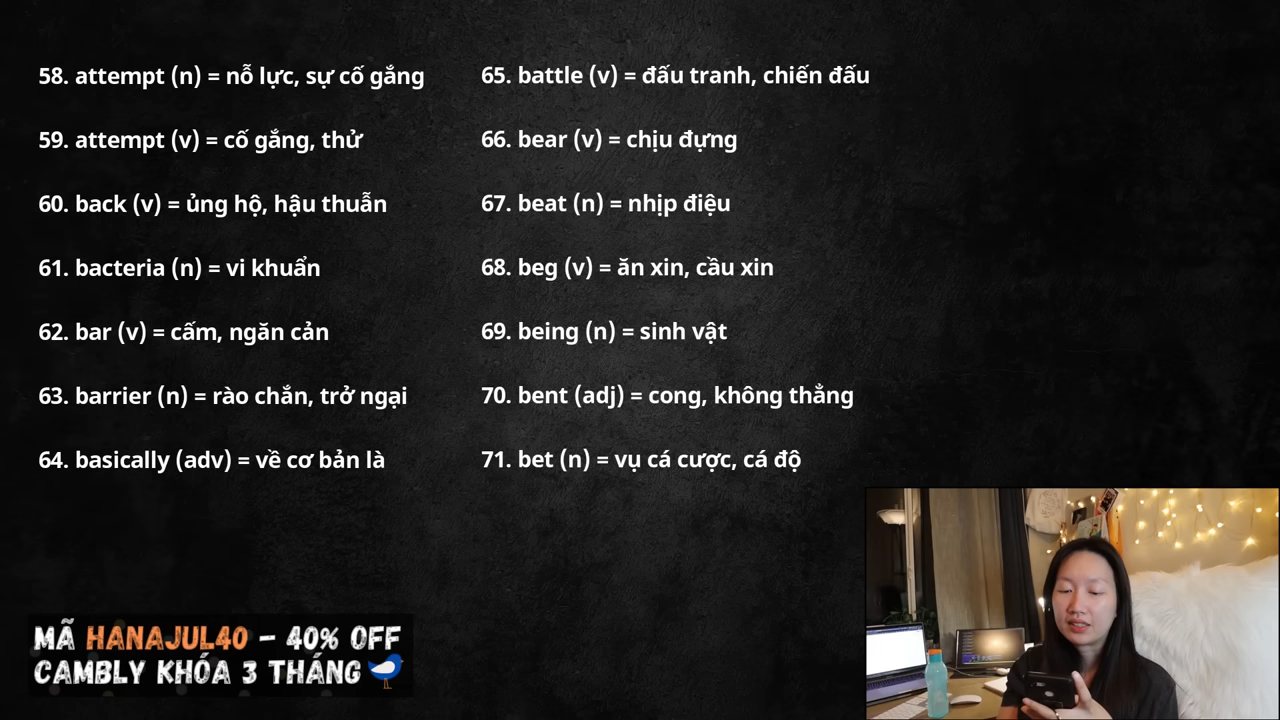 58. attempt (n) = nỗ lực, sự cố gắng
59. attempt (v) = cố gắng, thử
60. back (v) = ủng hộ, hậu thuẫn
61. bacteria (n) = vi khuẩn
62. bar (v) = cấm, ngăn cản
63. barrier (n) = rào chắn, trở ngại
64. basically (adv) = về cơ bản là
65. battle (v) = đấu tranh, chiến đấu
66. bear (v) = chịu đựng
67. beat (n) = nhịp điệu
68. beg (v) = ăn xin, cầu xin
69. being (n) = sinh vật
70. bent (adj) = cong, không thẳng
71. bet (n) = vụ cá cược, cá độ
MÃ HANAJUL40 – 40% OFF
CAMBLY KHÓA 3 THÁNG